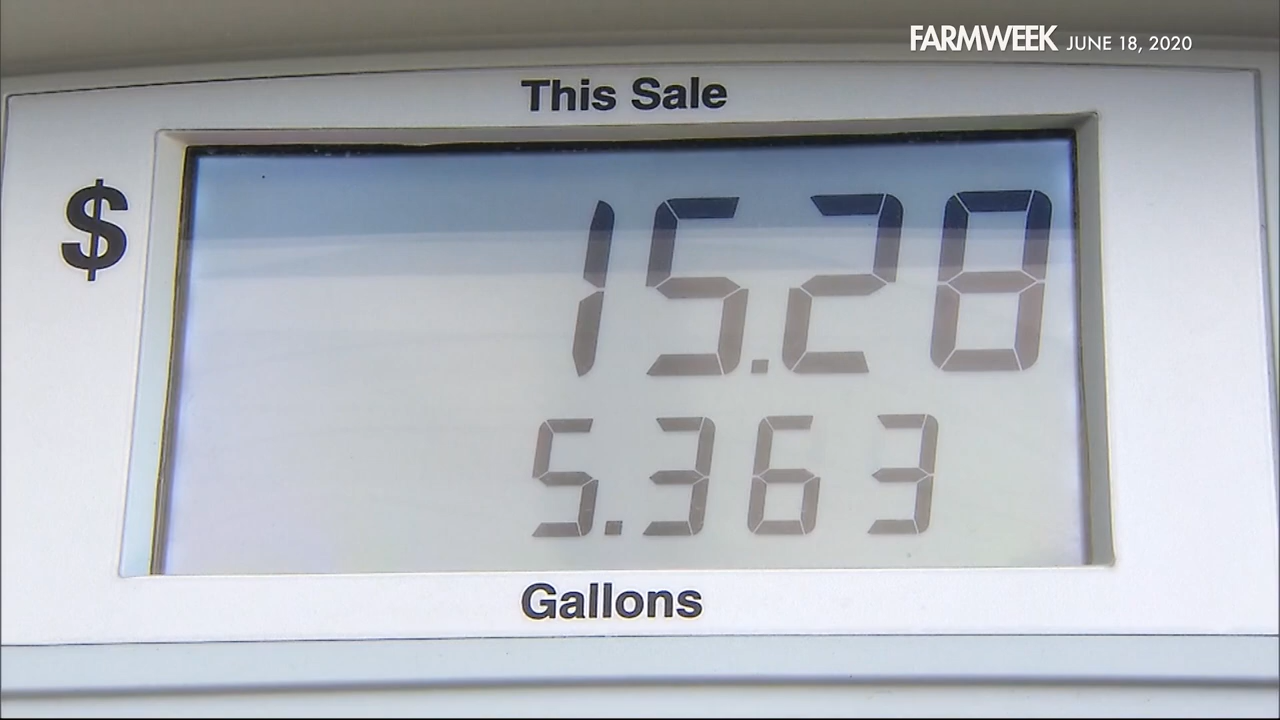 FARMWEEK JUNE 18, 2020
This Sale
$ 15.28
5.363
Gallons